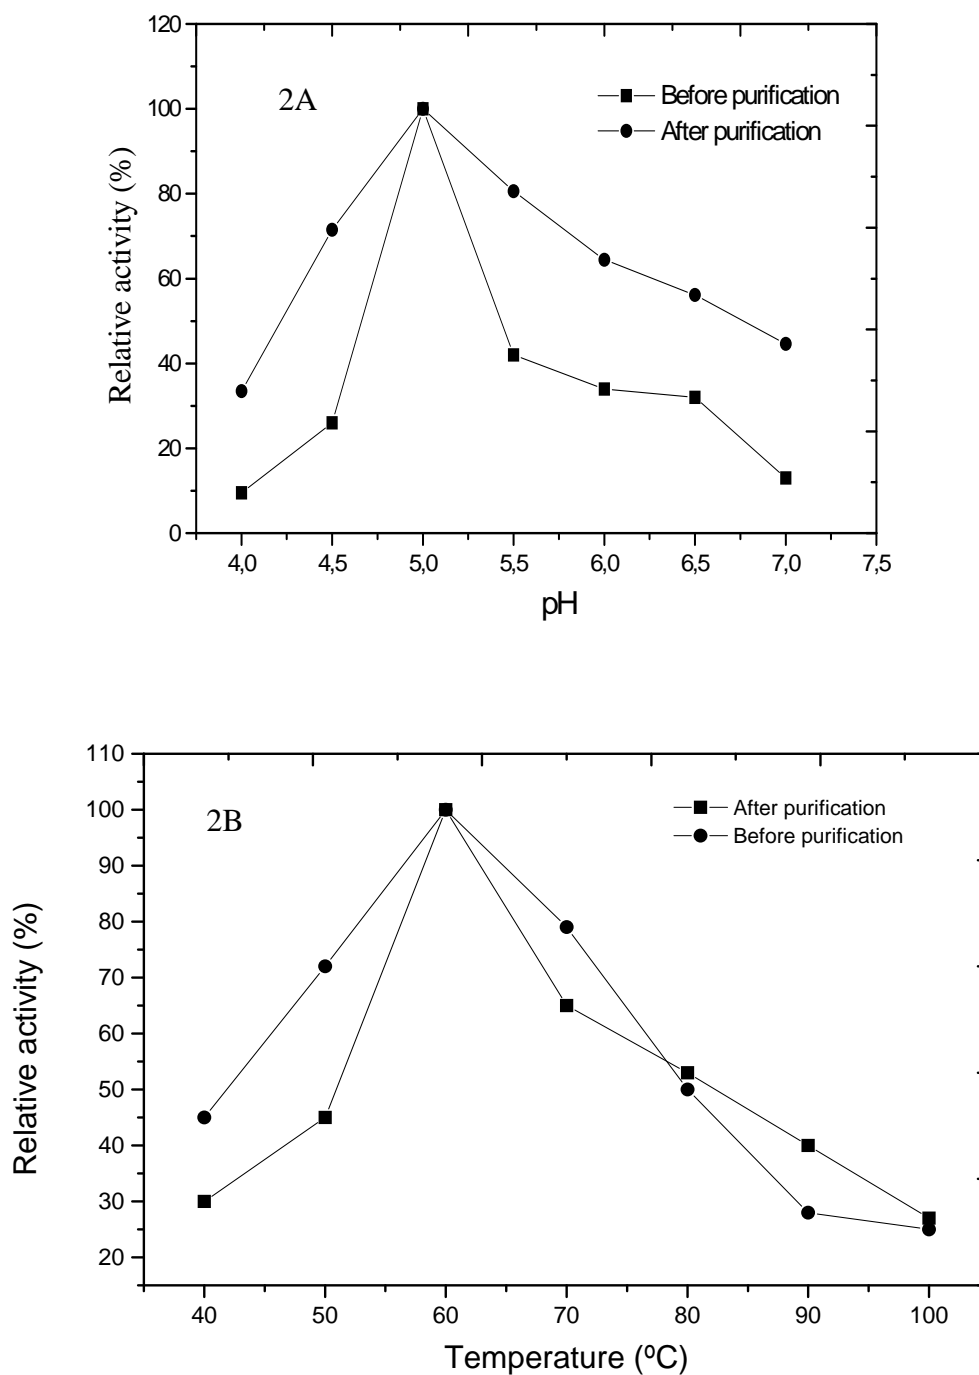 120
100
80
60
40
20
0
Relative activity (%)
2A
Before purification
After purification
4,0 4,5 5,0 5,5 6,0 6,5 7,0 7,5
pH
110
100
90
80
70
60
50
40
30
20
Relative activity (%)
2B
After purification
Before purification
40 50 60 70 80 90 100
Temperature (ºC)